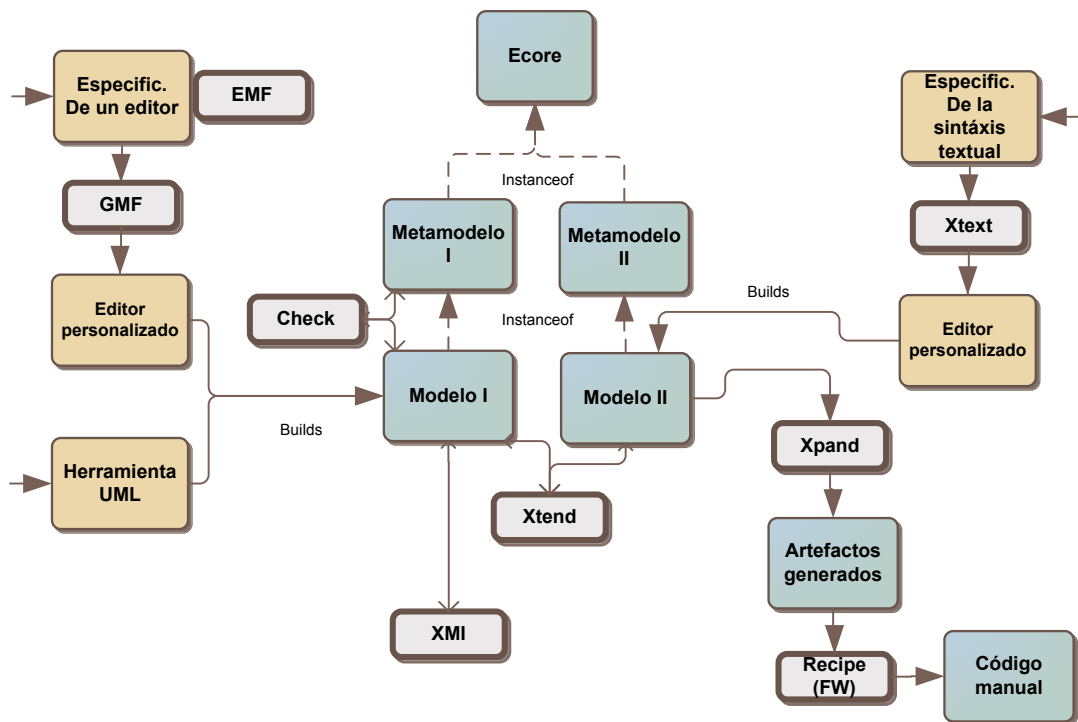 Ecore
Especific.
De un editor
EMF
Especific.
De la
sintáxis
textual
Instanceof
GMF
Metamodelo
I
Metamodelo
II
Xtext
Builds
Editor
personalizado
Check
Instanceof
Editor
personalizado
Modelo I
Modelo II
Builds
Xpand
Herramienta
UML
Xtend
Artefactos
generados
XMI
Recipe
(FW)
Código
manual